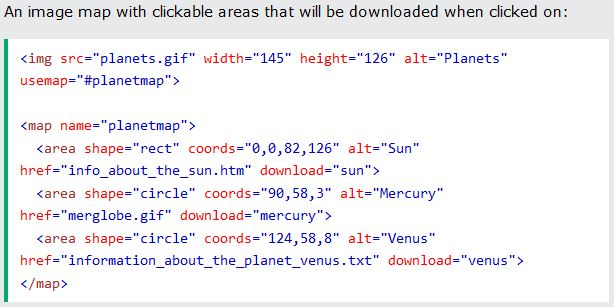 An image map with clickable areas that will be downloaded when clicked on:
<img src="planets.gif" width="145" height="126" alt="Planets"
usemap="#planetmap">
<map name="planetmap">
<area shape="rect" coords="0,0,82,126" alt="Sun"
href="info_about_the_sun.htm" download="sun">
<area shape="circle" coords="90,58,3" alt="Mercury"
href="merglobe.gif" download="mercury">
<area shape="circle" coords="124,58,8" alt="Venus"
href="information_about_the_planet_venus.txt" download="venus">
</map>